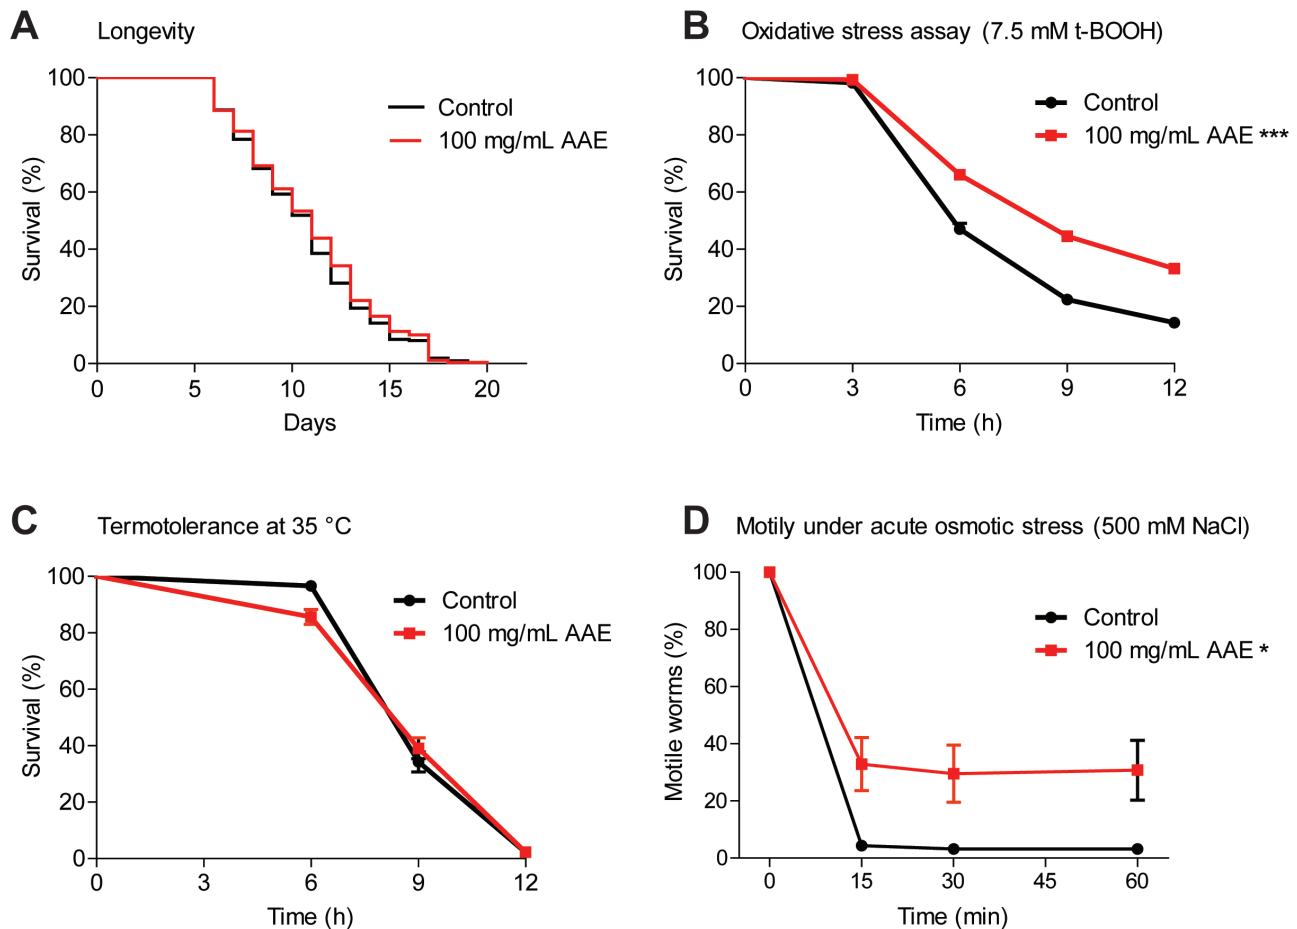 A
Longevity
100
80
60
40
20
0
Survival (%)
Control
100 mg/mL AAE
0 5 10 15 20
Days
B
Oxidative stress assay (7.5 mM t-BOOH)
100
80
60
40
20
0
Survival (%)
Control
100 mg/mL AAE ***
0 3 6 9 12
Time (h)
C
Termotolerance at 35 °C
100
80
60
40
20
0
Survival (%)
Control
100 mg/mL AAE
0 3 6 9 12
Time (h)
D
Motily under acute osmotic stress (500 mM NaCl)
100
80
60
40
20
0
Motile worms (%)
Control
100 mg/mL AAE *
0 15 30 45 60
Time (min)